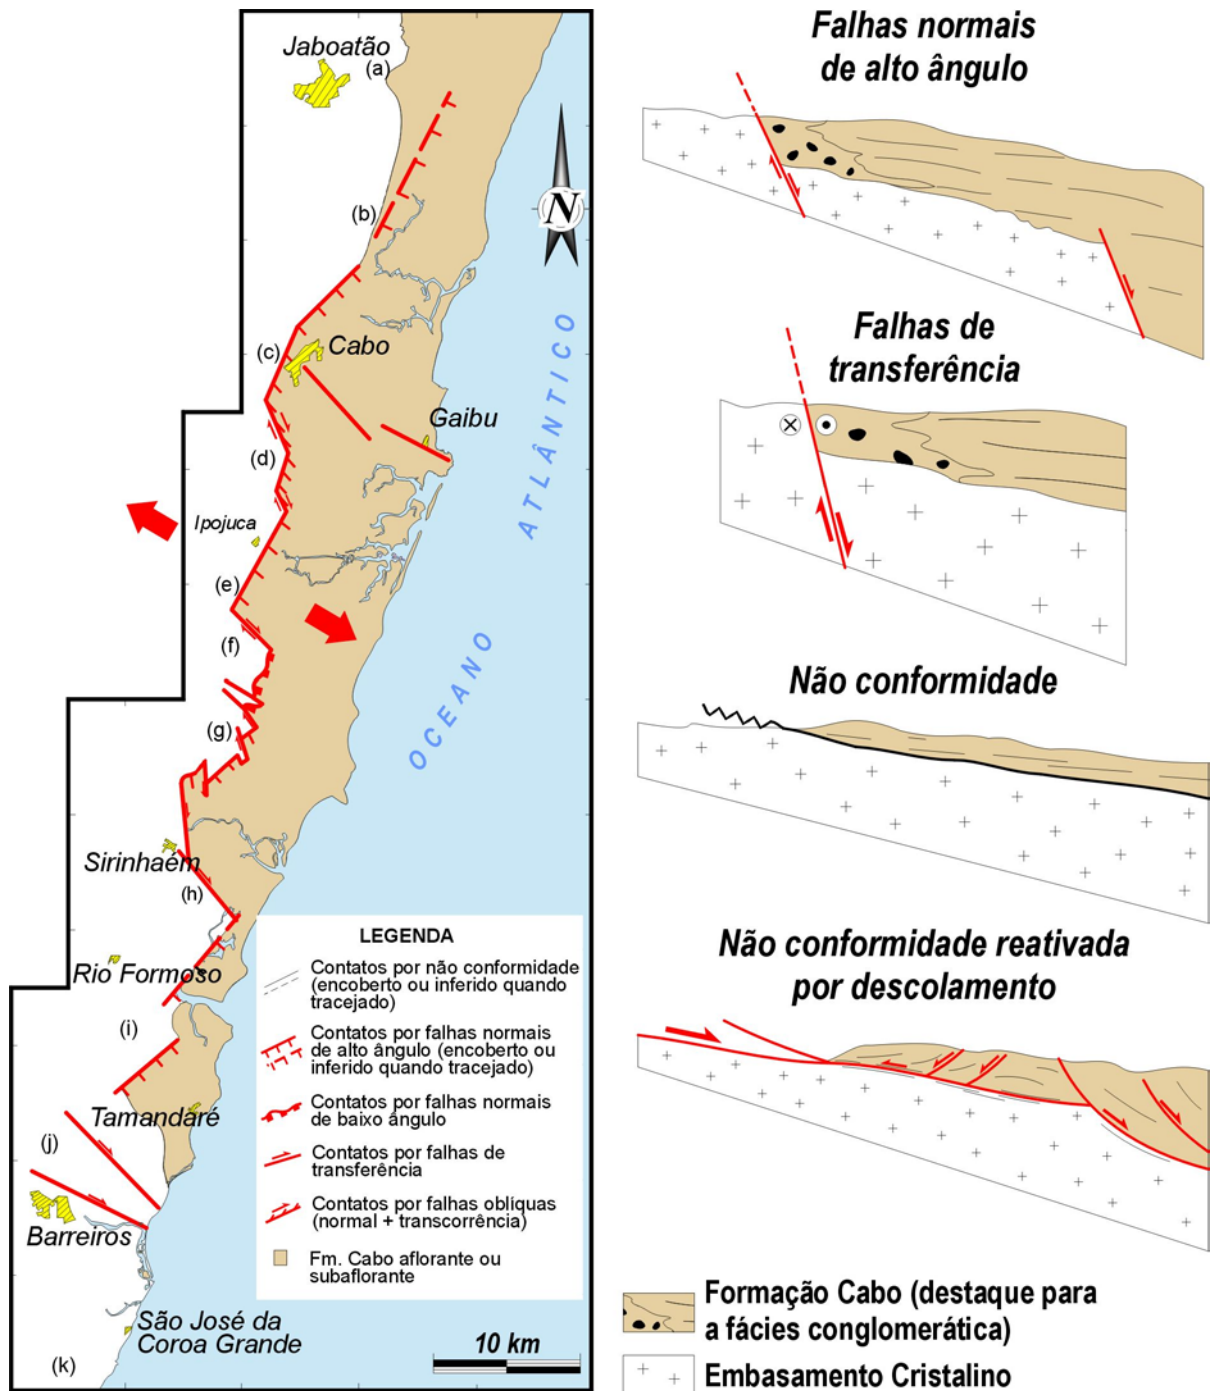 Jaboatão
(a)
(b)
N
(c)
Cabo
Gaibu
(d)
Ipojuca
(e)
(f)
(g)
OCEANO ATLÂNTICO
Sirinhaém
(h)
Rio Formoso
(i)
Tamandaré
(j)
Barreiros
São José da
Coroa Grande
(k)
LEGENDA
Contatos por não conformidade
(encoberto ou inferido quando
tracejado)
Contatos por falhas normais
de alto ângulo (encoberto ou
inferido quando tracejado)
Contatos por falhas normais
de baixo ângulo
Contatos por falhas de
transferência
Contatos por falhas obliquas
(normal + transcorrência)
Fm. Cabo aflorante ou
subaflorante
10 km
Falhas normais
de alto ângulo
Falhas de
transferência
Não conformidade
Não conformidade reativada
por descolamento
Formação Cabo (destaque para
a fácies conglomerática)
Embasamento Cristalino